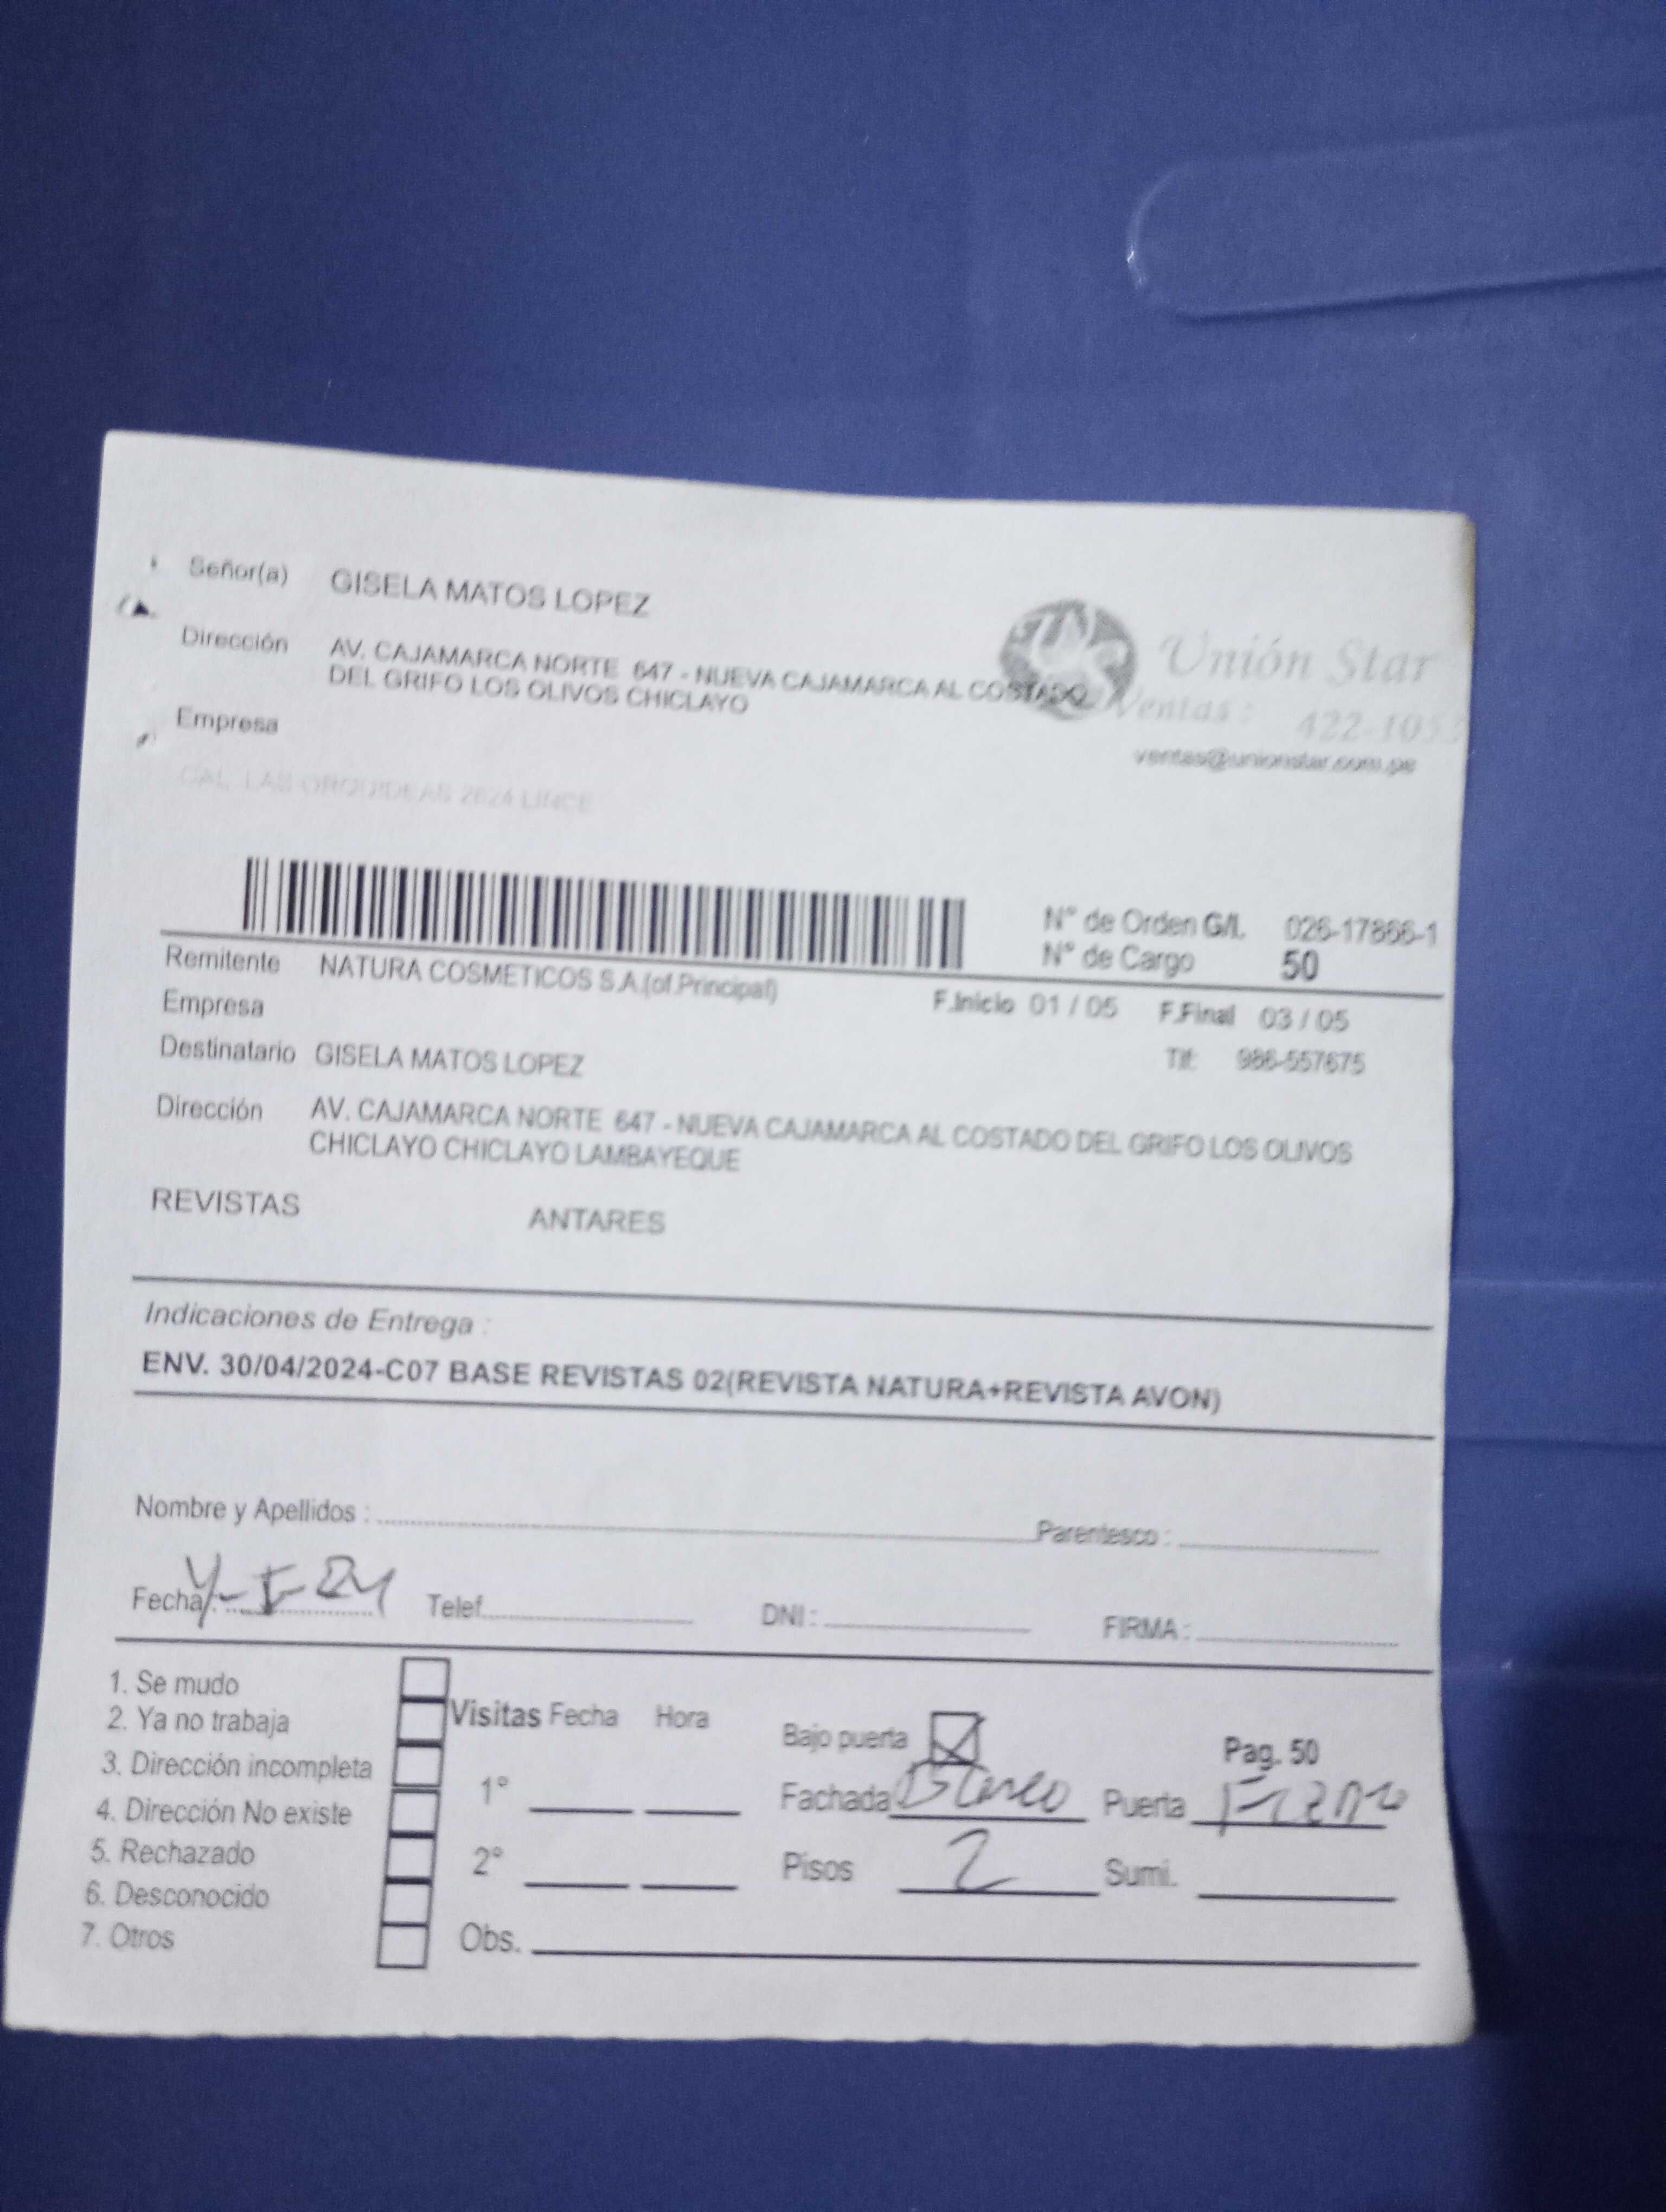 Señor(a) GISELA MATOS LOPEZ
Dirección AV. CAJAMARCA NORTE 647 - NUEVA CAJAMARCA AL COSTADO
DEL GRIFO LOS OLIVOS CHICLAYO
Unión Star
Ventas : 422-105
ventas@unionstar.com.pe
Empresa
CAL. LAS ORQUIDEAS 2624 LINCE
N° de Orden G/L 026-17866-1
N° de Cargo 50
Remitente NATURA COSMETICOS S.A.(of.Principal)
Empresa F.Inicio 01 / 05 F.Final 03 / 05
Destinatario GISELA MATOS LOPEZ Tlf: 986-557675
Dirección AV. CAJAMARCA NORTE 647 - NUEVA CAJAMARCA AL COSTADO DEL GRIFO LOS OLIVOS
CHICLAYO CHICLAYO LAMBAYEQUE
REVISTAS ANTARES
Indicaciones de Entrega :
ENV. 30/04/2024-C07 BASE REVISTAS 02(REVISTA NATURA+REVISTA AVON)
Nombre y Apellidos : Parentesco :
Fecha : Telef. DNI : FIRMA :
1. Se mudo
2. Ya no trabaja
3. Dirección incompleta
4. Dirección No existe
5. Rechazado
6. Desconocido
7. Otros
Visitas Fecha Hora
1°
2°
Obs.
Bajo puerta
Pag. 50
Fachada Blanco Puerta Fierro
Pisos 2 Sumi.